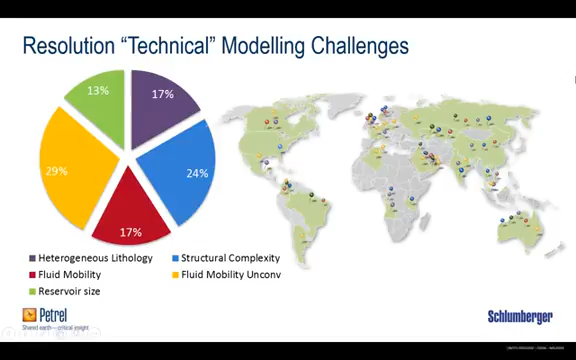 Resolution “Technical” Modelling Challenges
13%
17%
29%
24%
17%
Heterogeneous Lithology
Structural Complexity
Fluid Mobility
Fluid Mobility Unconv
Reservoir size
Petrel
Shared earth—critical insight
Schlumberger